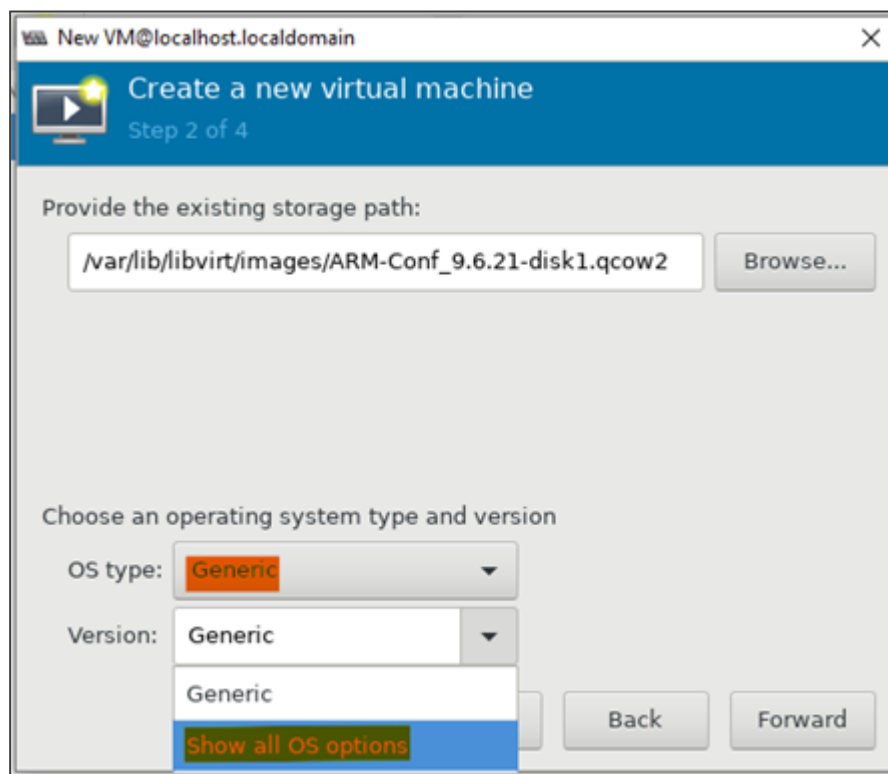 New VM@localhost.localdomain
Create a new virtual machine
Step 2 of 4
Provide the existing storage path:
/var/lib/libvirt/images/ARM-Conf_9.6.21-disk1.qcow2 Browse...
Choose an operating system type and version
OS type: Generic
Version: Generic
Generic
Show all OS options
Back Forward